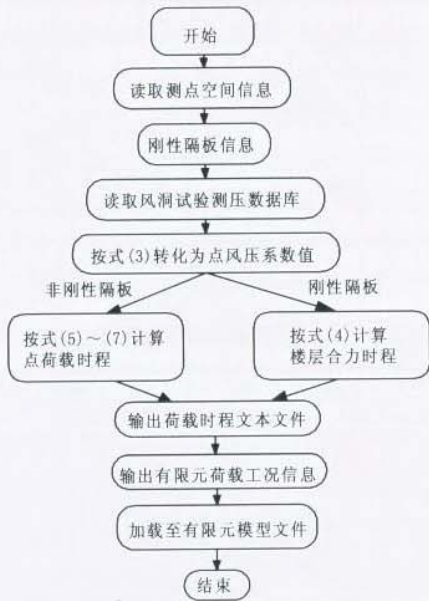 开始
读取测点空间信息
刚性隔板信息
读取风洞试验测压数据库
按式(3)转化为点风压系数值
非刚性隔板
刚性隔板
按式(5)～(7)计算
点荷载时程
按式(4)计算
楼层合力时程
输出荷载时程文本文件
输出有限元荷载工况信息
加载至有限元模型文件
结束